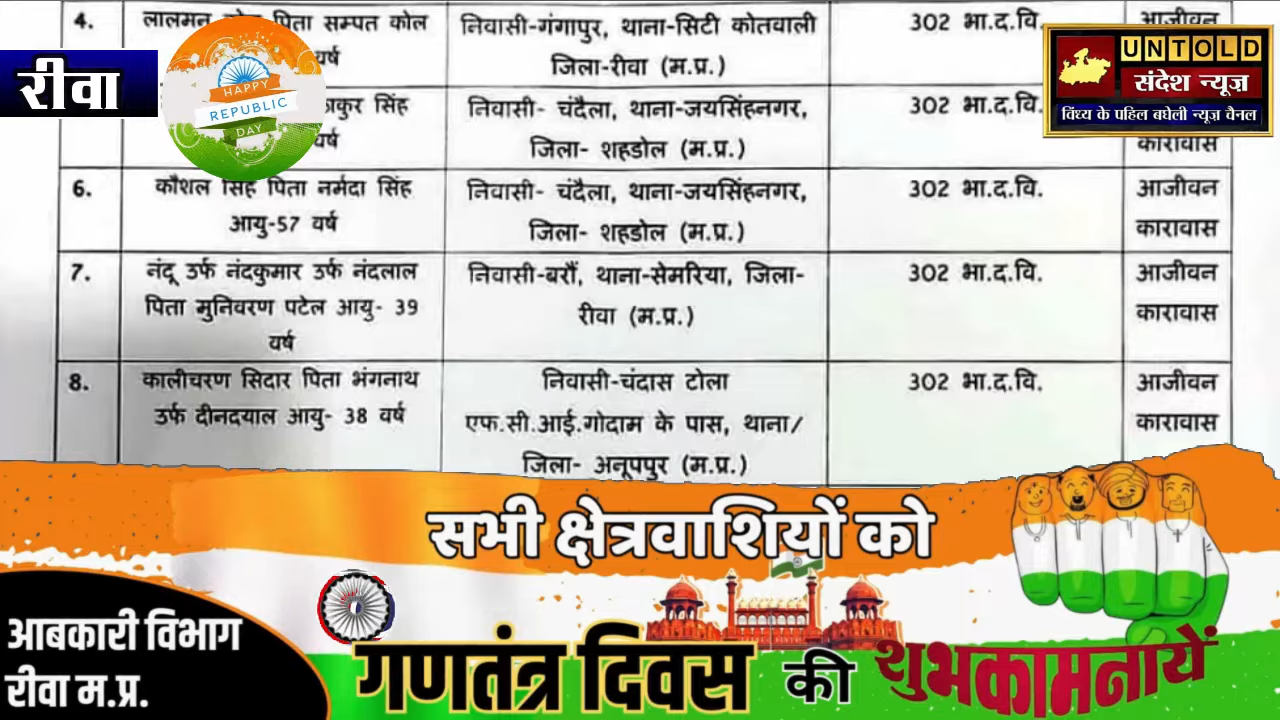 4.
लालमन
पिता सम्पत कोल
वर्ष
निवासी-गंगापुर, थाना-सिटी कोतवाली
जिला-रीवा (म.प्र.)
302 भा.द.वि.
आजीवन
रीवा
HAPPY
REPUBLIC
DAY
UNTOLD
संदेश न्यूज़
विंध्य के पहिल बघेली न्यूज चैनल
सिंह
वर्ष
निवासी- चंदैला, थाना-जयसिंहनगर,
जिला- शहडोल (म.प्र.)
302 भा.द.वि.
कारावास
6.
कौशल सिंह पिता नर्मदा सिंह
आयु-57 वर्ष
निवासी- चंदैला, थाना-जयसिंहनगर,
जिला- शहडोल (म.प्र.)
302 भा.द.वि.
आजीवन
कारावास
7.
नंदू उर्फ नंदकुमार उर्फ नंदलाल
पिता मुनिवरण पटेल आयु- 39
वर्ष
निवासी-बरौं, थाना-सेमरिया, जिला-
रीवा (म.प्र.)
302 भा.द.वि.
आजीवन
कारावास
8.
कालीचरण सिदार पिता भंगनाथ
उर्फ दीनदयाल आयु- 38 वर्ष
निवासी-चंदास टोला
एफ.सी.आई.गोदाम के पास, थाना/
जिला- अनूपपुर (म.प्र.)
302 भा.द.वि.
आजीवन
कारावास
सभी क्षेत्रवाशियों को
गणतंत्र दिवस की शुभकामनायें
आबकारी विभाग
रीवा म.प्र.